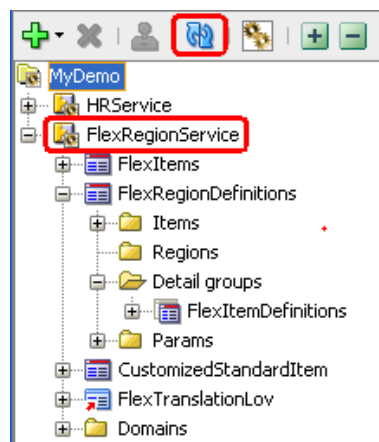 MyDemo
HRService
FlexRegionService
FlexItems
FlexRegionDefinitions
Items
Regions
Detail groups
FlexItemDefinitions
Params
CustomizedStandardItem
FlexTranslationLov
Domains